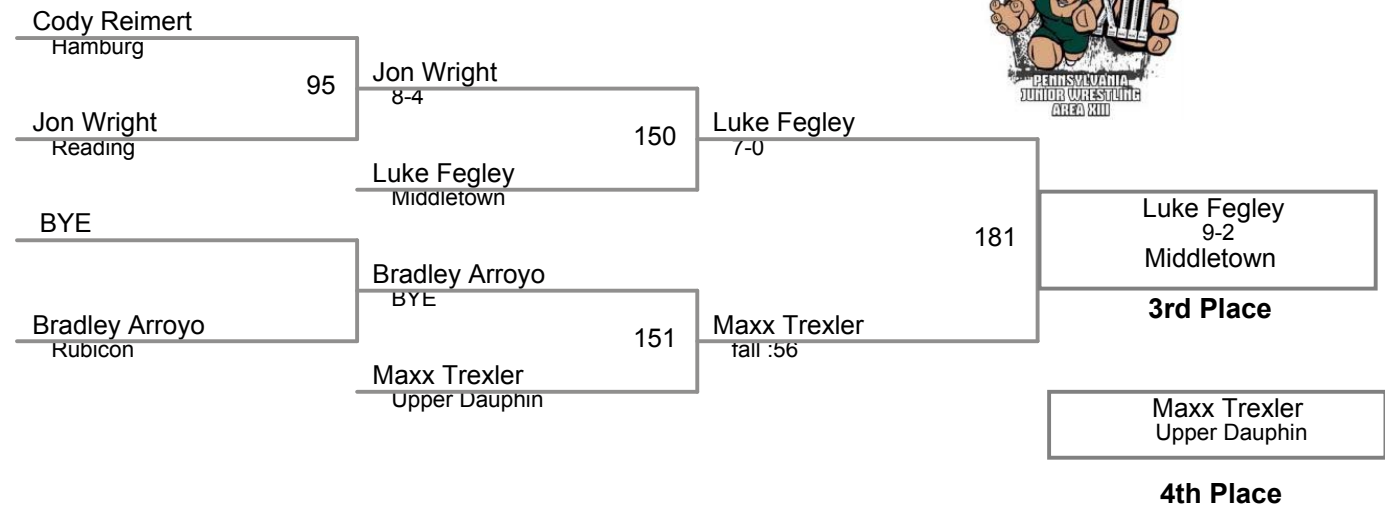 Cody Reimert
Hamburg
95
Jon Wright
8-4
Jon Wright
Reading
150
Luke Fegley
7-0
Luke Fegley
Middletown
BYE
181
Luke Fegley
9-2
Middletown
3rd Place
Bradley Arroyo
BYE
Bradley Arroyo
Rubicon
151
Maxx Trexler
fall :56
Maxx Trexler
Upper Dauphin
Maxx Trexler
Upper Dauphin
4th Place
XIII
PENNSYLVANIA
JUNIOR WRESTLING
AREA XIII